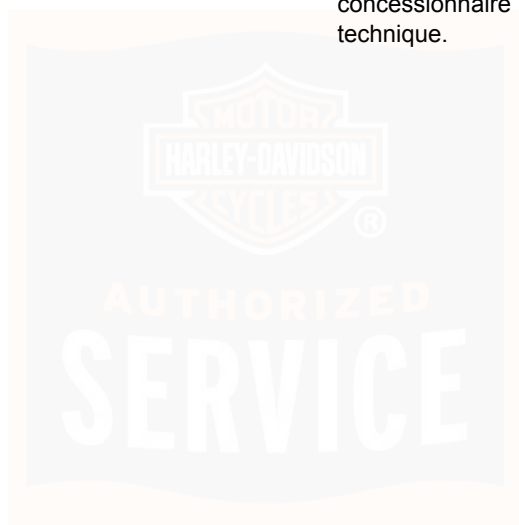 concessionnaire
technique.
MOTOR
HARLEY-DAVIDSON
CYCLES
®
AUTHORIZED
SERVICE